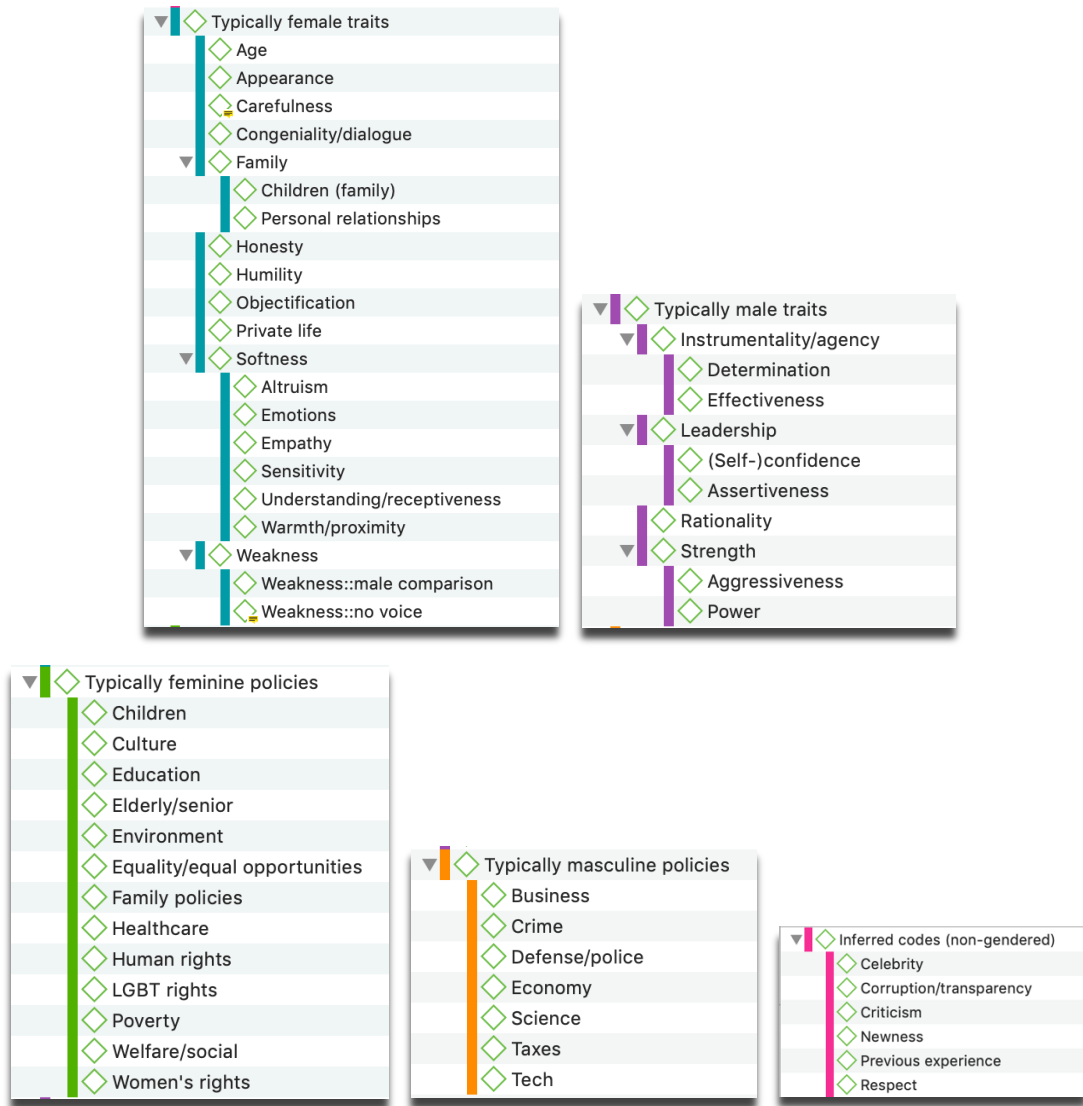 Typically female traits
Age
Appearance
Carefulness
Congeniality/dialogue
Family
Children (family)
Personal relationships
Honesty
Humility
Objectification
Private life
Softness
Altruism
Emotions
Empathy
Sensitivity
Understanding/receptiveness
Warmth/proximity
Weakness
Weakness::male comparison
Weakness::no voice
Typically male traits
Instrumentality/agency
Determination
Effectiveness
Leadership
(Self-)confidence
Assertiveness
Rationality
Strength
Aggressiveness
Power
Typically feminine policies
Children
Culture
Education
Elderly/senior
Environment
Equality/equal opportunities
Family policies
Healthcare
Human rights
LGBT rights
Poverty
Welfare/social
Women's rights
Typically masculine policies
Business
Crime
Defense/police
Economy
Science
Taxes
Tech
Inferred codes (non-gendered)
Celebrity
Corruption/transparency
Criticism
Newness
Previous experience
Respect